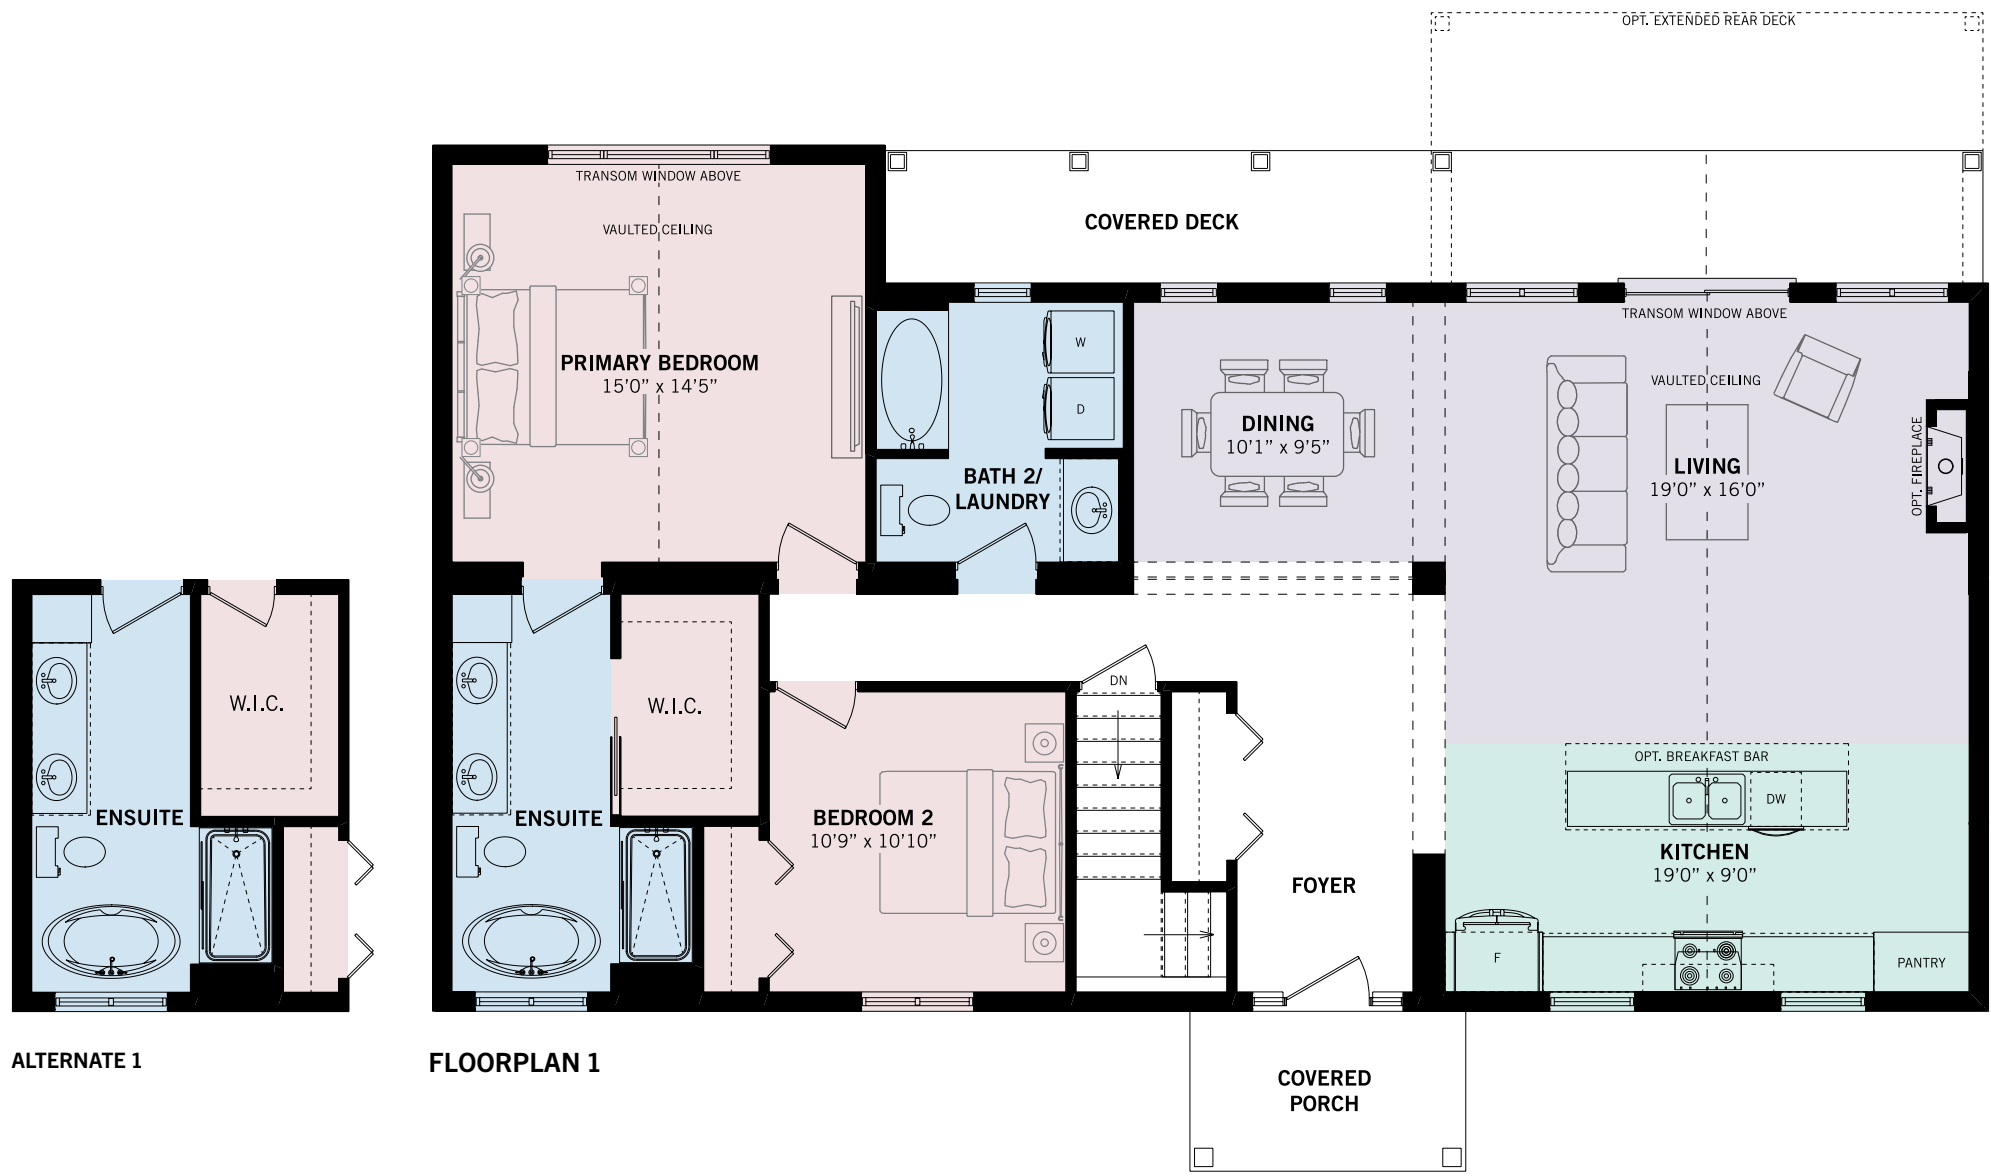 OPT. EXTENDED REAR DECK
TRANSOM WINDOW ABOVE
VAULTED CEILING
COVERED DECK
TRANSOM WINDOW ABOVE
PRIMARY BEDROOM
15’0” x 14’5”
W
D
VAULTED CEILING
DINING
10’1” x 9’5”
BATH 2/
LAUNDRY
LIVING
19’0” x 16’0”
OPT. FIREPLACE
W.I.C.
ENSUITE
W.I.C.
ENSUITE
DN
BEDROOM 2
10’9” x 10’10”
OPT. BREAKFAST BAR
DW
KITCHEN
19’0” x 9’0”
FOYER
F
PANTRY
ALTERNATE 1
FLOORPLAN 1
COVERED
PORCH